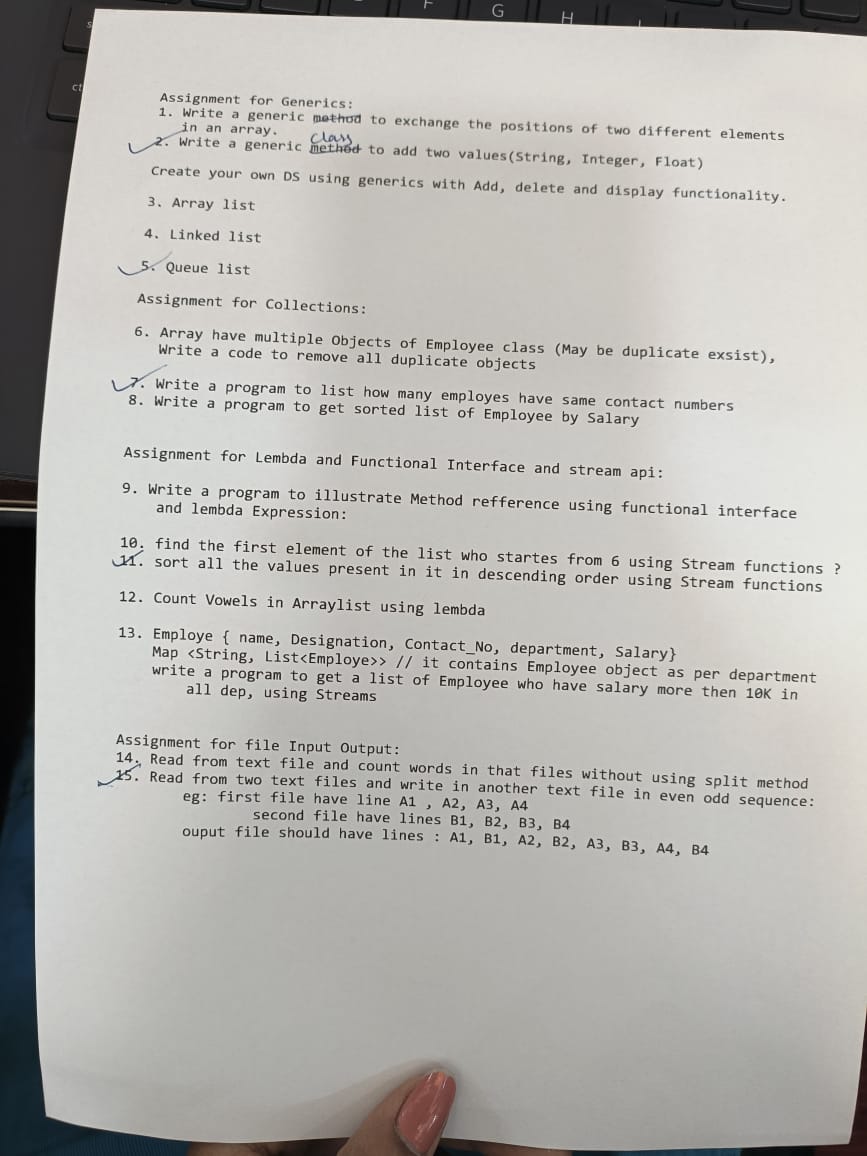 F G H
ct
Assignment for Generics:
1. Write a generic method to exchange the positions of two different elements
in an array.
class
2. Write a generic method to add two values(String, Integer, Float)
Create your own DS using generics with Add, delete and display functionality.
3. Array list
4. Linked list
5. Queue list
Assignment for Collections:
6. Array have multiple Objects of Employee class (May be duplicate exsist),
Write a code to remove all duplicate objects
7. Write a program to list how many employes have same contact numbers
8. Write a program to get sorted list of Employee by Salary
Assignment for Lembda and Functional Interface and stream api:
9. Write a program to illustrate Method refference using functional interface
and lembda Expression:
10. find the first element of the list who startes from 6 using Stream functions ?
11. sort all the values present in it in descending order using Stream functions
12. Count Vowels in Arraylist using lembda
13. Employe { name, Designation, Contact_No, department, Salary}
Map <String, List<Employe>> // it contains Employee object as per department
write a program to get a list of Employee who have salary more then 10K in
all dep, using Streams
Assignment for file Input Output:
14. Read from text file and count words in that files without using split method
15. Read from two text files and write in another text file in even odd sequence:
eg: first file have line A1 , A2, A3, A4
second file have lines B1, B2, B3, B4
ouput file should have lines : A1, B1, A2, B2, A3, B3, A4, B4